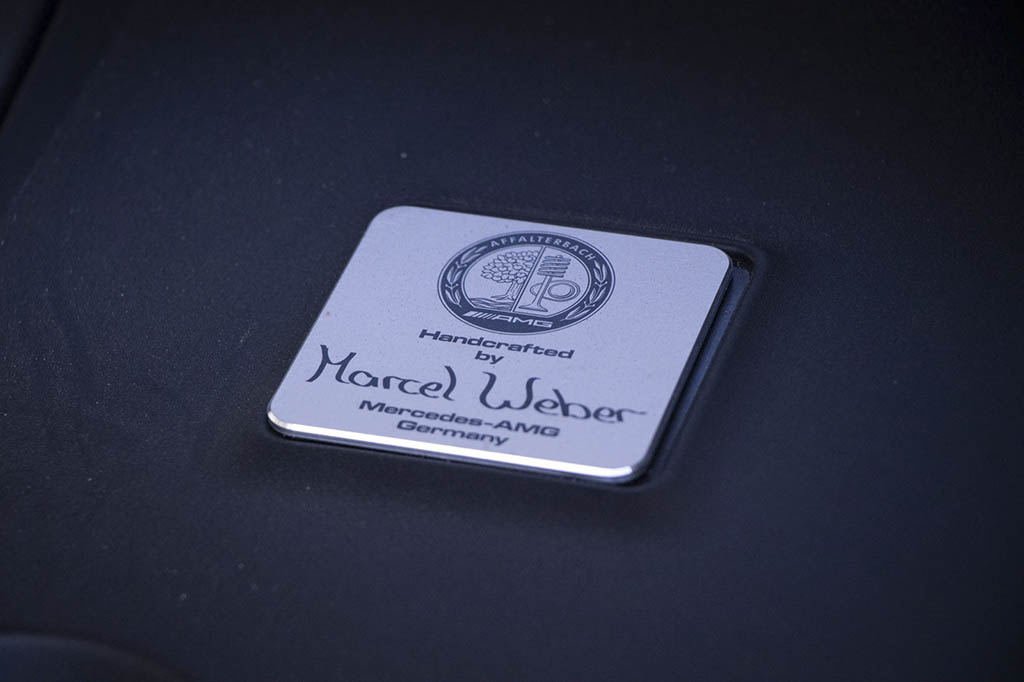 AFFALTERBACH
AMG
Handcrafted
by
Marcel Weber
Mercedes-AMG
Germany